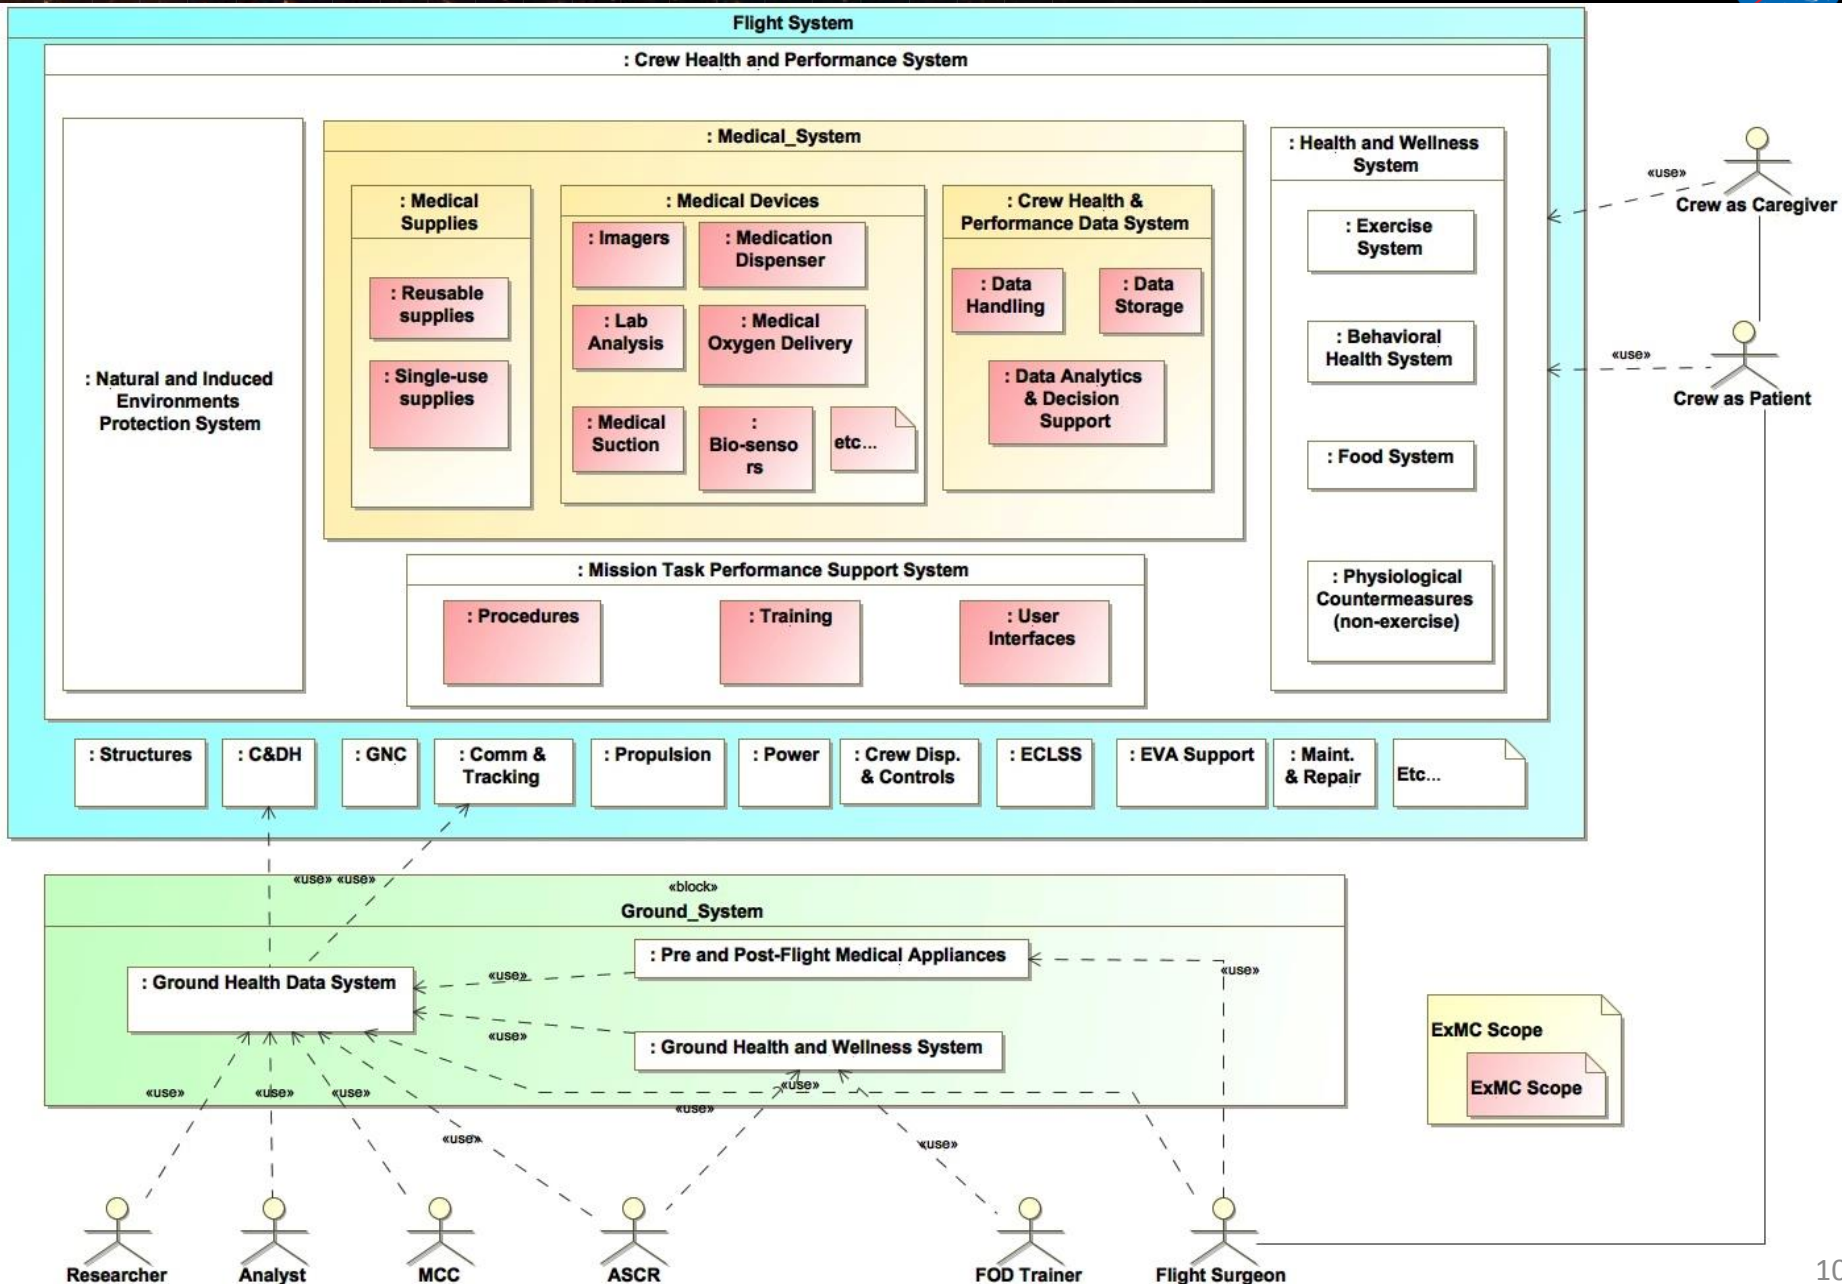 Flight System
: Crew Health and Performance System
: Natural and Induced
Environments
Protection System
: Medical_System
: Medical
Supplies
: Reusable
supplies
: Single-use
supplies
: Medical Devices
: Imagers
: Medication
Dispenser
: Lab
Analysis
: Medical
Oxygen Delivery
: Medical
Suction
:
Bio-senso
rs
etc...
: Crew Health &
Performance Data System
: Data
Handling
: Data
Storage
: Data Analytics
& Decision
Support
: Health and Wellness
System
: Exercise
System
: Behavioral
Health System
: Food System
: Physiological
Countermeasures
(non-exercise)
: Mission Task Performance Support System
: Procedures
: Training
: User
Interfaces
«use»
Crew as Caregiver
«use»
Crew as Patient
: Structures
: C&DH
: GNC
: Comm &
Tracking
: Propulsion
: Power
: Crew Disp.
& Controls
: ECLSS
: EVA Support
: Maint.
& Repair
Etc...
«use» «use»
«block»
Ground_System
: Ground Health Data System
«use»
: Pre and Post-Flight Medical Appliances
«use»
«use»
: Ground Health and Wellness System
«use»
«use»
«use»
«use»
«use»
«use»
«use»
ExMC Scope
ExMC Scope
Researcher
Analyst
MCC
ASCR
FOD Trainer
Flight Surgeon
10